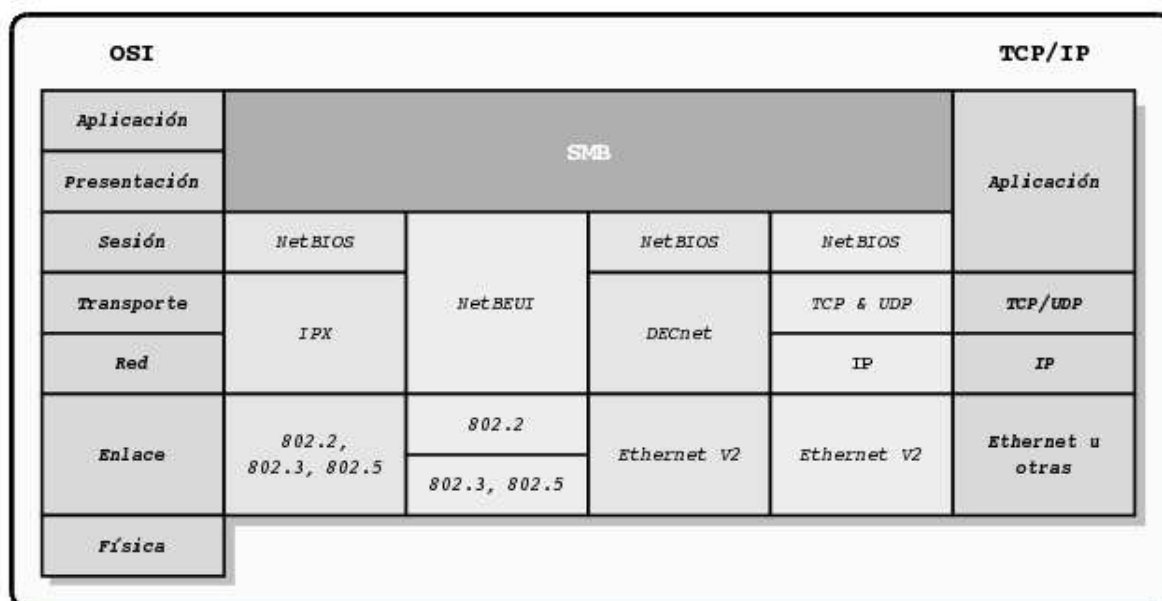 OSI
TCP/IP
Aplicación
SMB
Aplicación
Presentación
Sesión
NetBIOS
NetBEUI
NetBIOS
NetBIOS
Transporte
IPX
DECnet
TCP & UDP
TCP/UDP
Red
IP
IP
Enlace
802.2,
802.3, 802.5
802.2
802.3, 802.5
Ethernet V2
Ethernet V2
Ethernet u
otras
Física